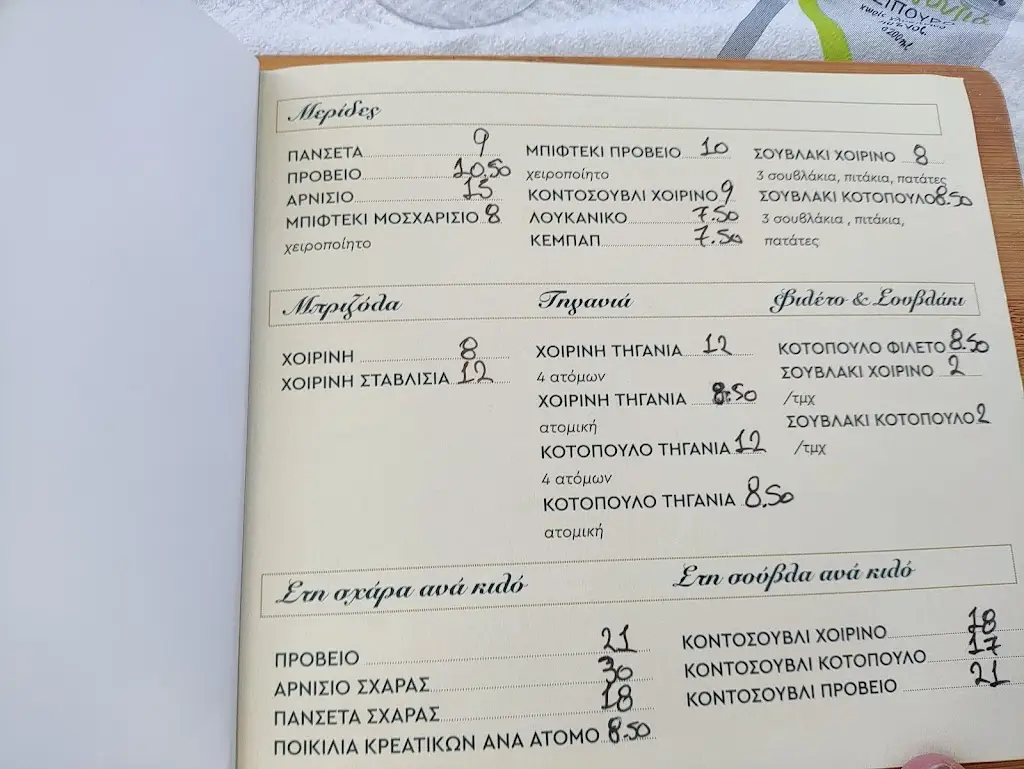 ΣΙΠΟΥΡΟ
Μερίδες
ΠΑΝΣΕΤΑ 9
ΠΡΟΒΕΙΟ 10.50
ΑΡΝΙΣΙΟ 15
ΜΠΙΦΤΕΚΙ ΜΟΣΧΑΡΙΣΙΟ 8
χειροποίητο
ΜΠΙΦΤΕΚΙ ΠΡΟΒΕΙΟ 10
χειροποίητο
ΚΟΝΤΟΣΟΥΒΛΙ ΧΟΙΡΙΝΟ 9
ΛΟΥΚΑΝΙΚΟ 7.50
ΚΕΜΠΑΠ 7.50
ΣΟΥΒΛΑΚΙ ΧΟΙΡΙΝΟ 8
3 σουβλάκια, πιτάκια, πατάτες
ΣΟΥΒΛΑΚΙ ΚΟΤΟΠΟΥΛΟ 8.50
3 σουβλάκια , πιτάκια,
πατάτες
Μπριζόλα
ΧΟΙΡΙΝΗ 8
ΧΟΙΡΙΝΗ ΣΤΑΒΛΙΣΙΑ 12
Τηγανιά
ΧΟΙΡΙΝΗ ΤΗΓΑΝΙΑ 12
4 ατόμων
ΧΟΙΡΙΝΗ ΤΗΓΑΝΙΑ 8.50
ατομική
ΚΟΤΟΠΟΥΛΟ ΤΗΓΑΝΙΑ 12
4 ατόμων
ΚΟΤΟΠΟΥΛΟ ΤΗΓΑΝΙΑ 8.50
ατομική
Φιλέτο & Σουβλάκι
ΚΟΤΟΠΟΥΛΟ ΦΙΛΕΤΟ 8.50
ΣΟΥΒΛΑΚΙ ΧΟΙΡΙΝΟ 2
/τμχ
ΣΟΥΒΛΑΚΙ ΚΟΤΟΠΟΥΛΟ 2
/τμχ
Στη σχάρα ανά κιλό
ΠΡΟΒΕΙΟ 21
ΑΡΝΙΣΙΟ ΣΧΑΡΑΣ 30
ΠΑΝΣΕΤΑ ΣΧΑΡΑΣ 18
ΠΟΙΚΙΛΙΑ ΚΡΕΑΤΙΚΩΝ ΑΝΑ ΑΤΟΜΟ 8.50
Στη σούβλα ανά κιλό
ΚΟΝΤΟΣΟΥΒΛΙ ΧΟΙΡΙΝΟ 18
ΚΟΝΤΟΣΟΥΒΛΙ ΚΟΤΟΠΟΥΛΟ 17
ΚΟΝΤΟΣΟΥΒΛΙ ΠΡΟΒΕΙΟ 21